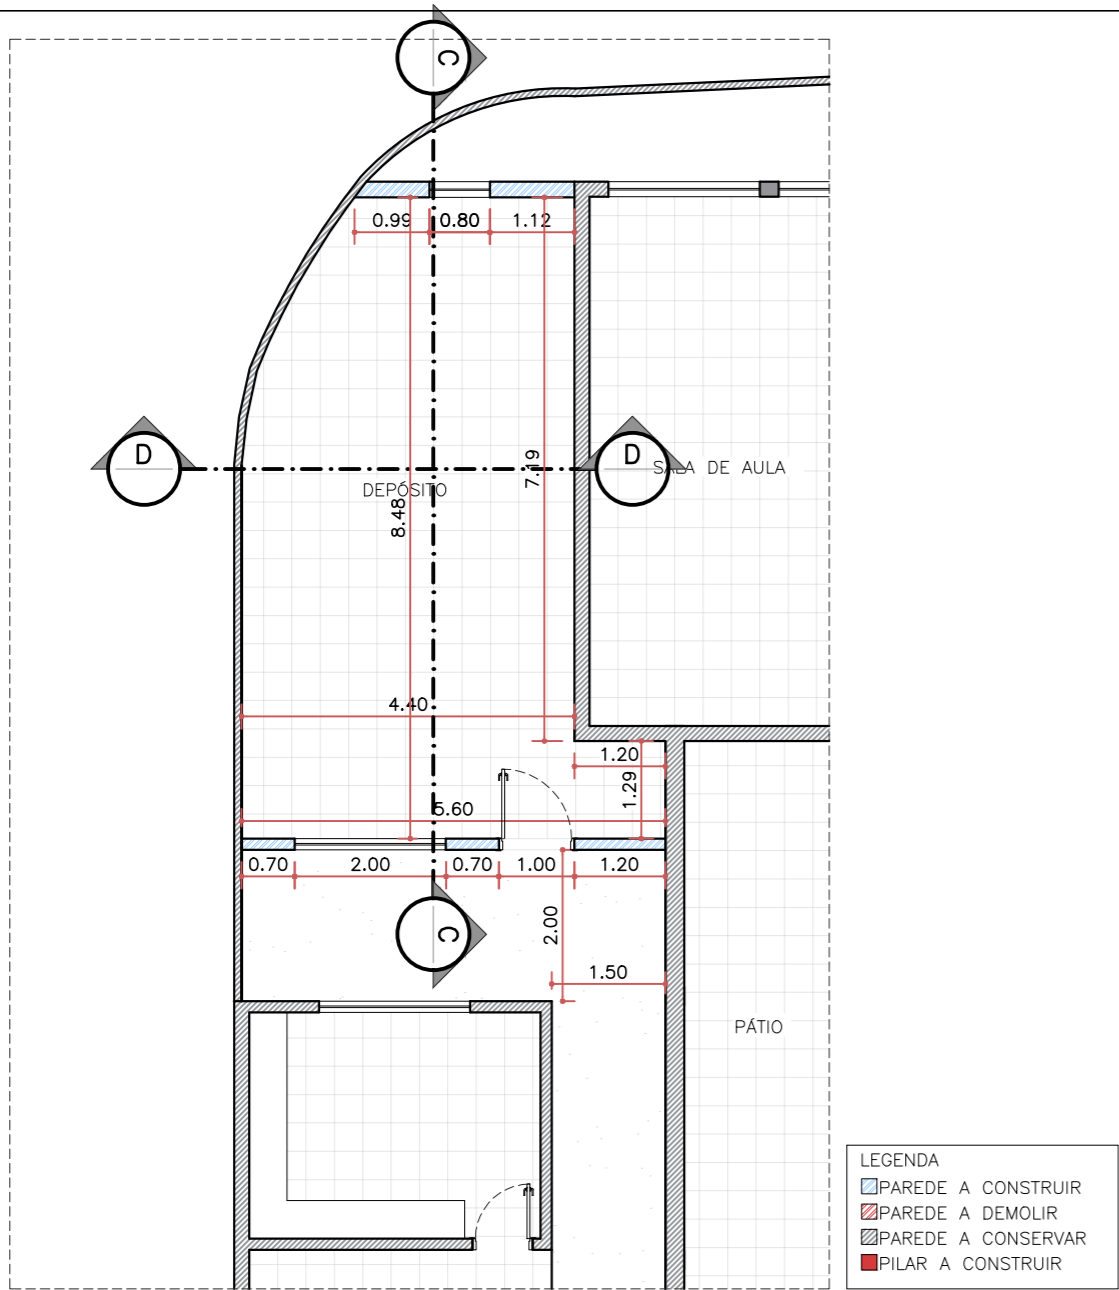 C
0.99 0.80 1.12
D
D
SALA DE AULA
7.19
DEPÓSITO
8.48
4.40
1.20
1.29
5.60
0.70 2.00 0.70 1.00 1.20
2.00
C
1.50
PÁTIO
LEGENDA
PAREDE A CONSTRUIR
PAREDE A DEMOLIR
PAREDE A CONSERVAR
PILAR A CONSTRUIR